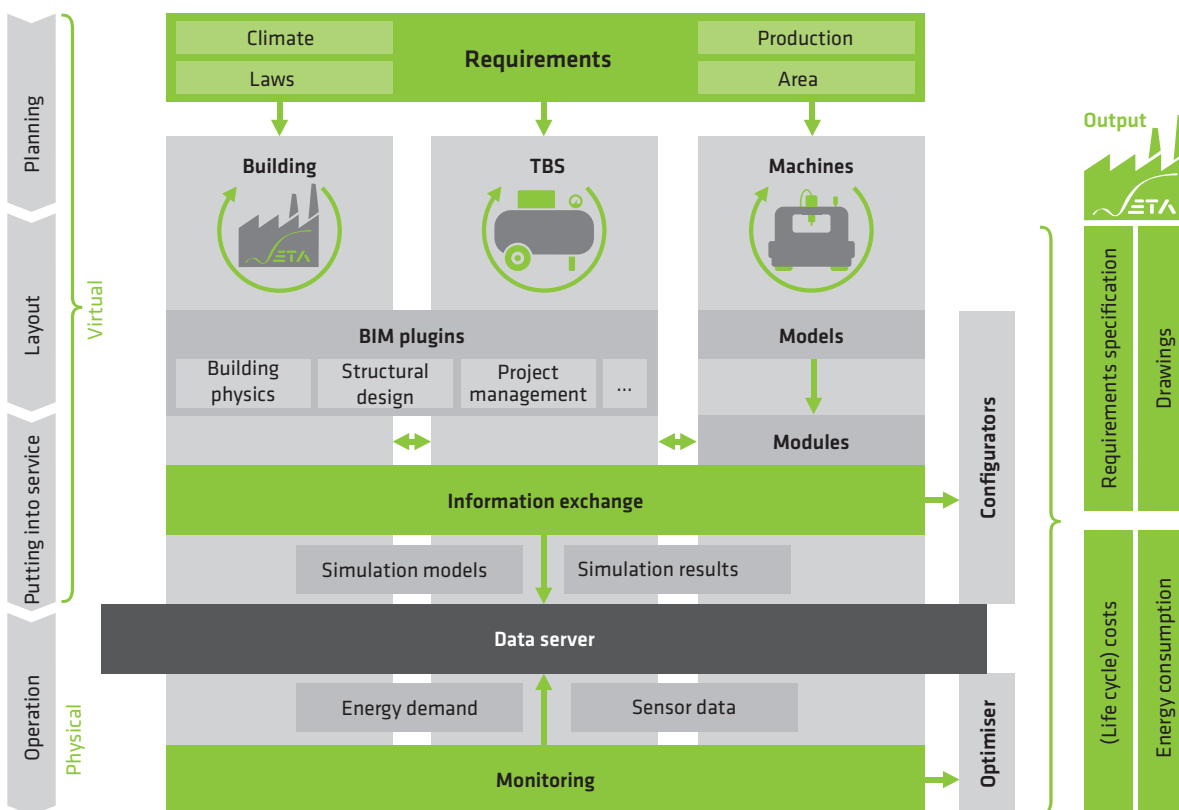 Climate
Laws
Requirements
Production
Area
Planning
Layout
Putting into service
Operation
Virtual
Physical
Building
ETA
TBS
Machines
BIM plugins
Building
physics
Structural
design
Project
management
...
Models
Modules
Information exchange
Configurators
Simulation models
Simulation results
Data server
Energy demand
Sensor data
Monitoring
Optimiser
Output
ETA
Requirements specification
Drawings
(Life cycle) costs
Energy consumption